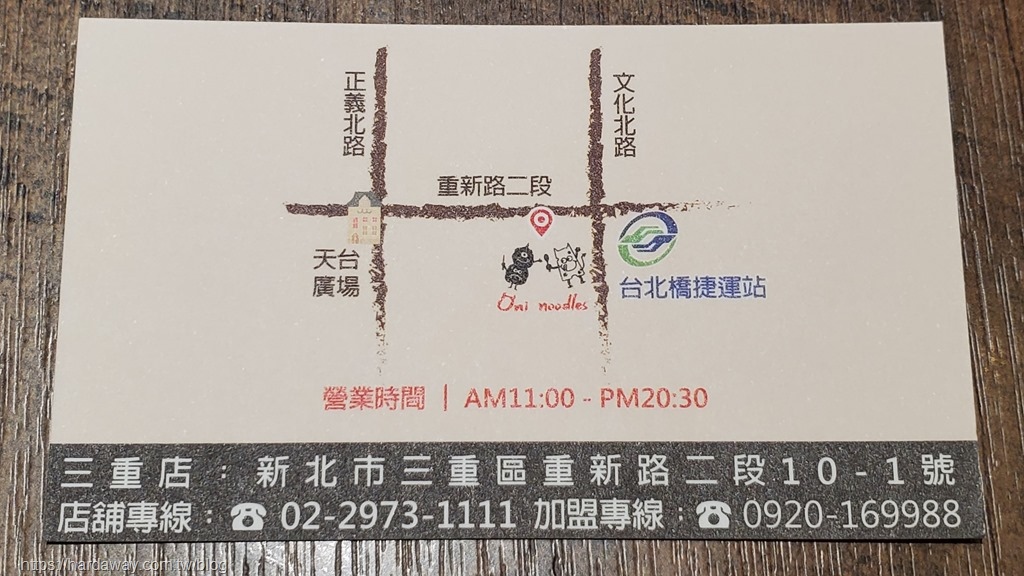 正義北路
文化北路
重新路二段
天台
廣場
Oni noodles
台北橋捷運站
營業時間｜AM11:00 - PM20:30
三重店：新北市三重區重新路二段10-1號
店舖專線：☎ 02-2973-1111 加盟專線：☎ 0920-169988
https://hardaway.com.tw/blog